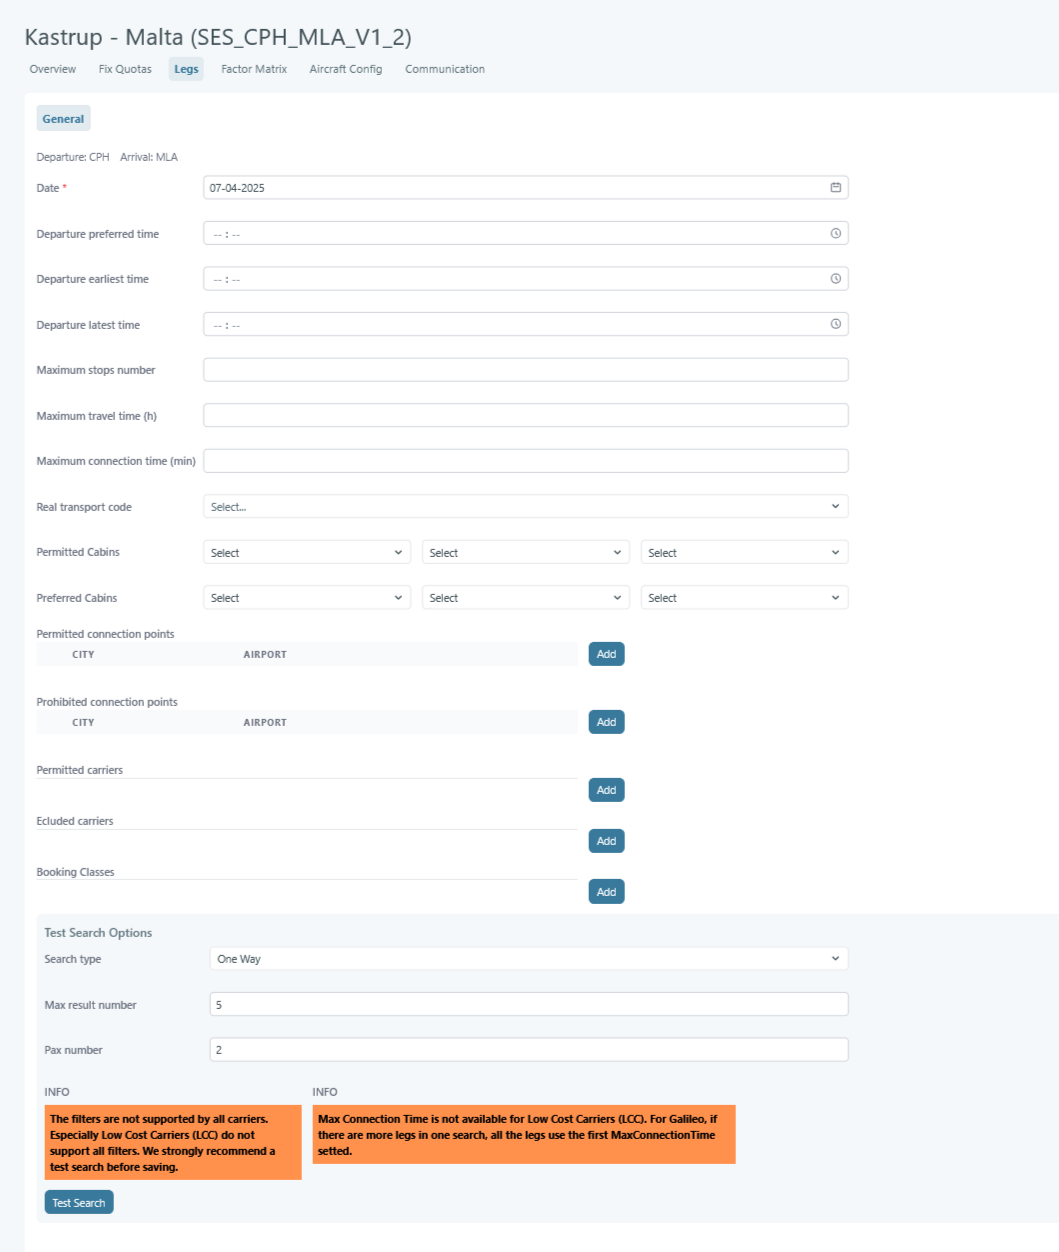 Kastrup - Malta (SES_CPH_MLA_V1_2)
Overview Fix Quotas Legs Factor Matrix Aircraft Config Communication
General
Departure: CPH Arrival: MLA
Date * 07-04-2025
Departure preferred time -- : --
Departure earliest time -- : --
Departure latest time -- : --
Maximum stops number
Maximum travel time (h)
Maximum connection time (min)
Real transport code Select...
Permitted Cabins Select Select Select
Preferred Cabins Select Select Select
Permitted connection points
CITY AIRPORT Add
Prohibited connection points
CITY AIRPORT Add
Permitted carriers
Add
Ecluded carriers
Add
Booking Classes
Add
Test Search Options
Search type One Way
Max result number 5
Pax number 2
INFO
The filters are not supported by all carriers.
Especially Low Cost Carriers (LCC) do not
support all filters. We strongly recommend a
test search before saving.
INFO
Max Connection Time is not available for Low Cost Carriers (LCC). For Galileo, if
there are more legs in one search, all the legs use the first MaxConnectionTime
setted.
Test Search